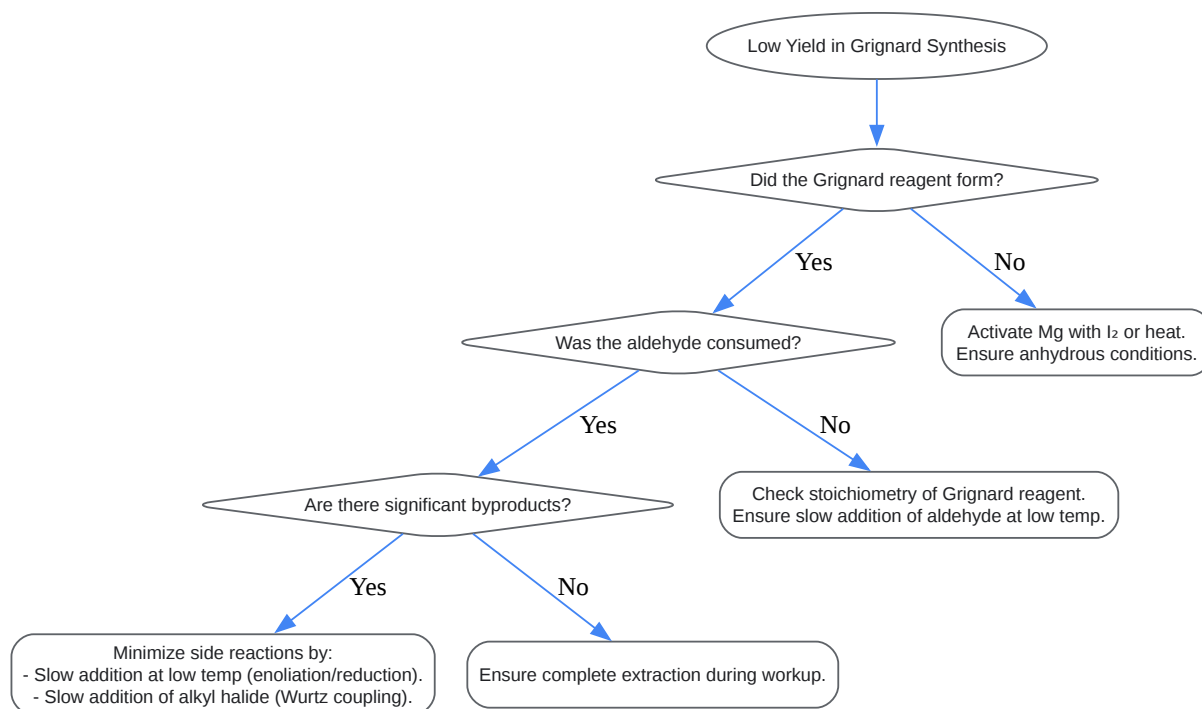 Low Yield in Grignard Synthesis
Did the Grignard reagent form?
Yes
No
Was the aldehyde consumed?
Activate Mg with I₂ or heat.
Ensure anhydrous conditions.
Yes
No
Are there significant byproducts?
Check stoichiometry of Grignard reagent.
Ensure slow addition of aldehyde at low temp.
Yes
No
Minimize side reactions by:
- Slow addition at low temp (enoliation/reduction).
- Slow addition of alkyl halide (Wurtz coupling).
Ensure complete extraction during workup.